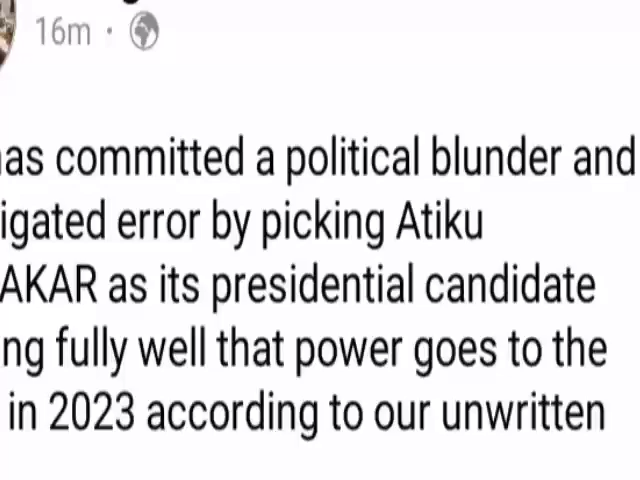 16m ·
as committed a political blunder and
igated error by picking Atiku
AKAR as its presidential candidate
ng fully well that power goes to the
in 2023 according to our unwritten